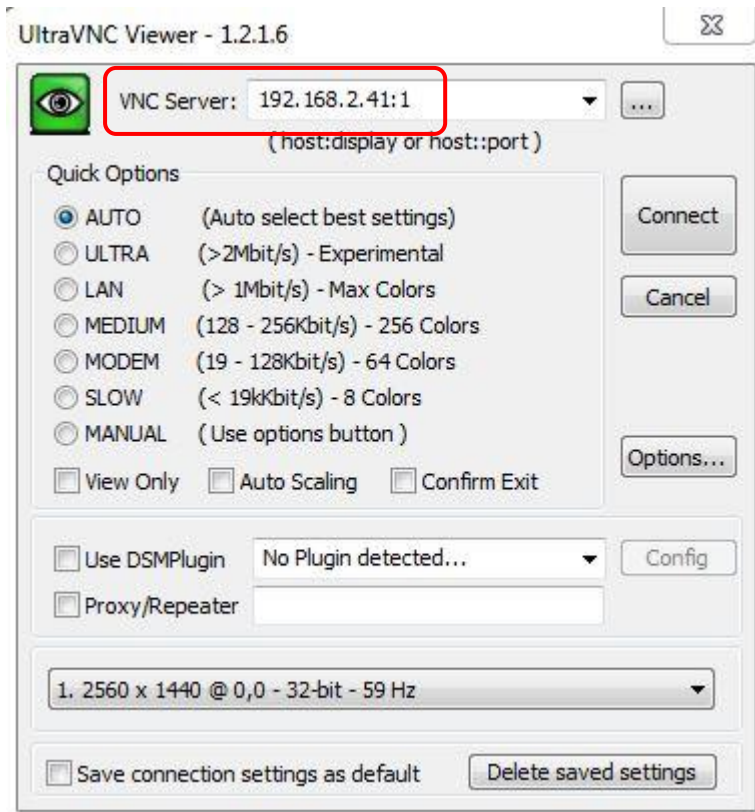 UltraVNC Viewer - 1.2.1.6
VNC Server: 192.168.2.41:1 ...
( host:display or host::port )
Quick Options
AUTO (Auto select best settings) Connect
ULTRA (>2Mbit/s) - Experimental
LAN (> 1Mbit/s) - Max Colors Cancel
MEDIUM (128 - 256Kbit/s) - 256 Colors
MODEM (19 - 128Kbit/s) - 64 Colors
SLOW (< 19kKbit/s) - 8 Colors
MANUAL ( Use options button )
View Only Auto Scaling Confirm Exit Options...
Use DSMPlugin No Plugin detected... Config
Proxy/Repeater
1. 2560 x 1440 @ 0,0 - 32-bit - 59 Hz
Save connection settings as default Delete saved settings